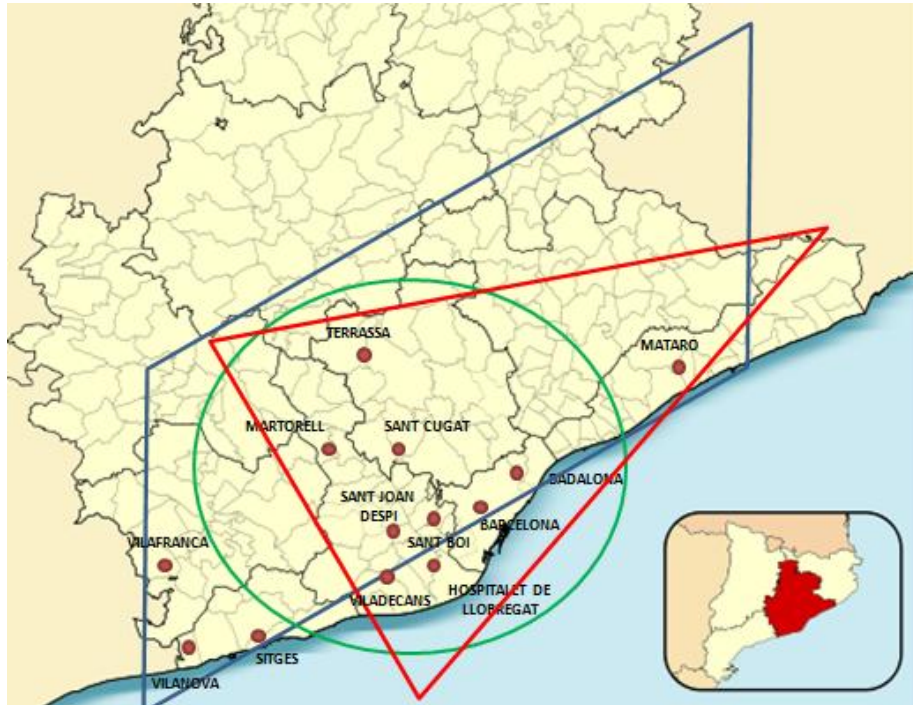 TERRASSA
MATARO
MARTORELL
SANT CUGAT
BADALONA
SANT JOAN
DESPI
BARCELONA
SANT BOI
VILAFRANCA
VILADECANS
HOSPITALET DE
LLOBREGAT
SITGES
VILANOVA